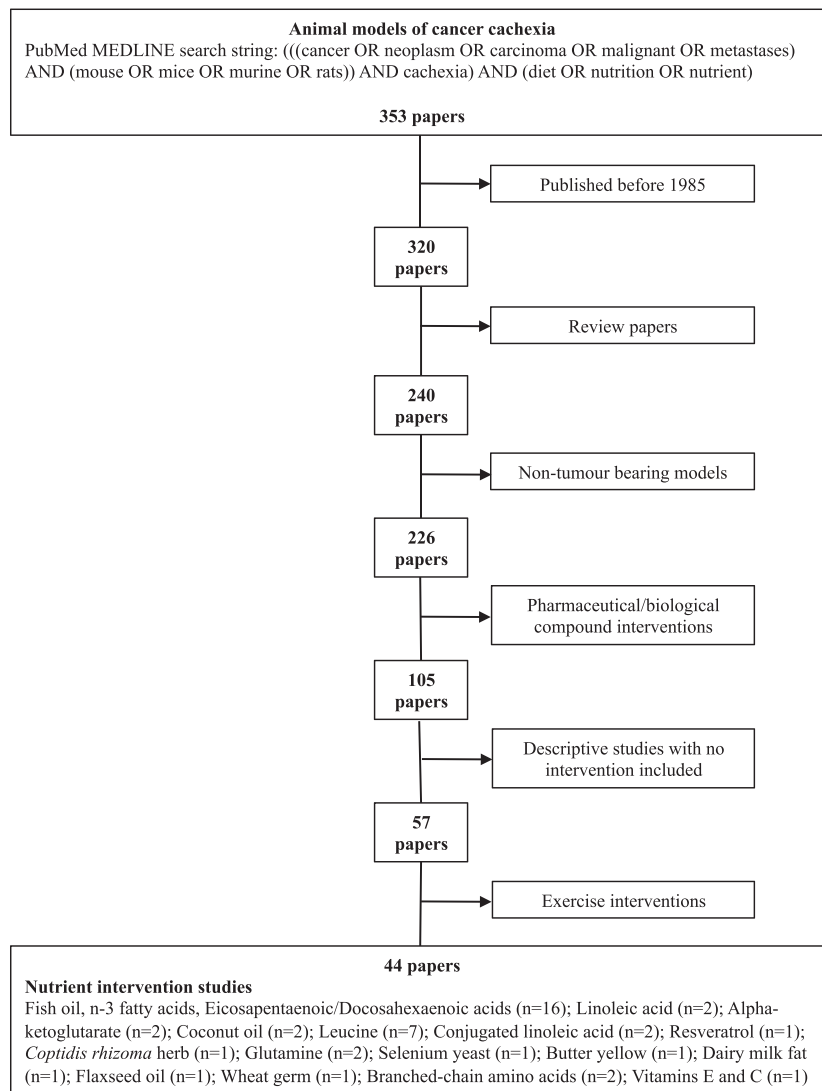 Animal models of cancer cachexia
PubMed MEDLINE search string: (((cancer OR neoplasm OR carcinoma OR malignant OR metastases)
AND (mouse OR mice OR murine OR rats)) AND cachexia) AND (diet OR nutrition OR nutrient)
353 papers
Published before 1985
320
papers
Review papers
240
papers
Non-tumour bearing models
226
papers
Pharmaceutical/biological
compound interventions
105
papers
Descriptive studies with no
intervention included
57
papers
Exercise interventions
44 papers
Nutrient intervention studies
Fish oil, n-3 fatty acids, Eicosapentaenoic/Docosahexaenoic acids (n=16); Linoleic acid (n=2); Alpha-
ketoglutarate (n=2); Coconut oil (n=2); Leucine (n=7); Conjugated linoleic acid (n=2); Resveratrol (n=1);
Coptidis rhizoma herb (n=1); Glutamine (n=2); Selenium yeast (n=1); Butter yellow (n=1); Dairy milk fat
(n=1); Flaxseed oil (n=1); Wheat germ (n=1); Branched-chain amino acids (n=2); Vitamins E and C (n=1)